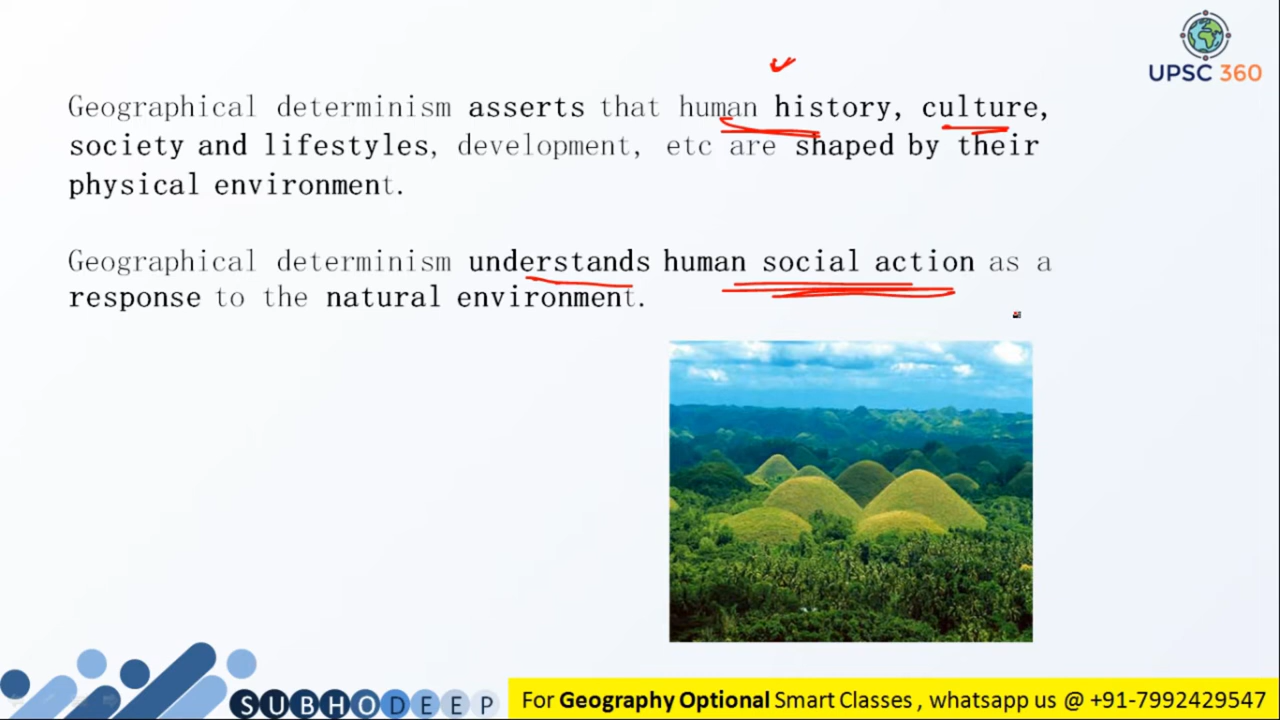 UPSC 360
Geographical determinism asserts that human history, culture,
society and lifestyles, development, etc are shaped by their
physical environment.
Geographical determinism understands human social action as a
response to the natural environment.
SUBHODEEP
For Geography Optional Smart Classes , whatsapp us @ +91-7992429547